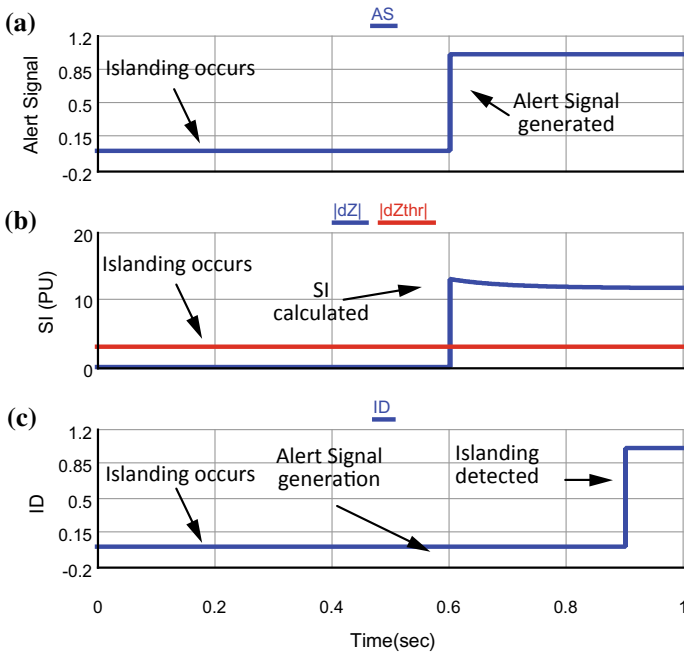 (a)
AS
Alert Signal
1.2
0.85
0.5
0.15
-0.2
Islanding occurs
Alert Signal
generated
(b)
|dZ| |dZthr|
SI (PU)
20
10
0
Islanding occurs
SI
calculated
(c)
ID
ID
1.2
0.85
0.5
0.15
-0.2
Islanding occurs
Alert Signal
generation
Islanding
detected
0 0.2 0.4 0.6 0.8 1
Time(sec)